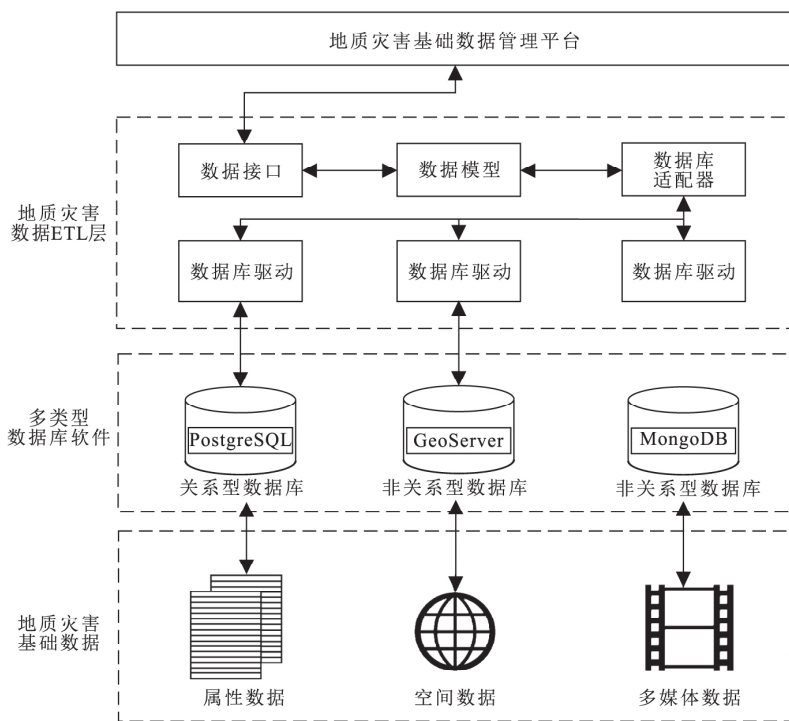 地质灾害基础数据管理平台
地质灾害
数据ETL层
数据接口
数据模型
数据库
适配器
数据库驱动
数据库驱动
数据库驱动
多类型
数据库软件
PostgreSQL
GeoServer
MongoDB
关系型数据库
非关系型数据库
非关系型数据库
地质灾害
基础数据
属性数据
空间数据
多媒体数据